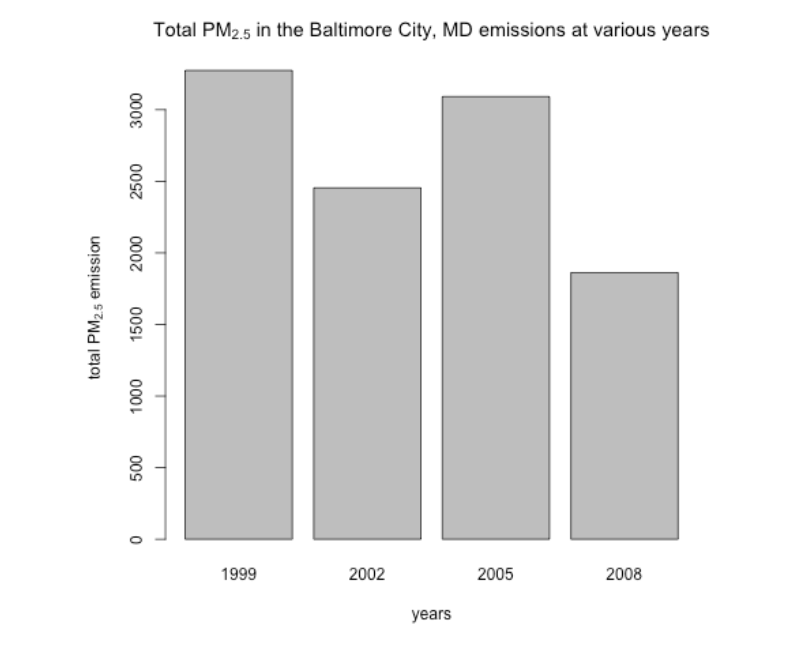 Total PM2.5 in the Baltimore City, MD emissions at various years
3000
2500
2000
1500
1000
500
0
total PM2.5 emission
1999 2002 2005 2008
years